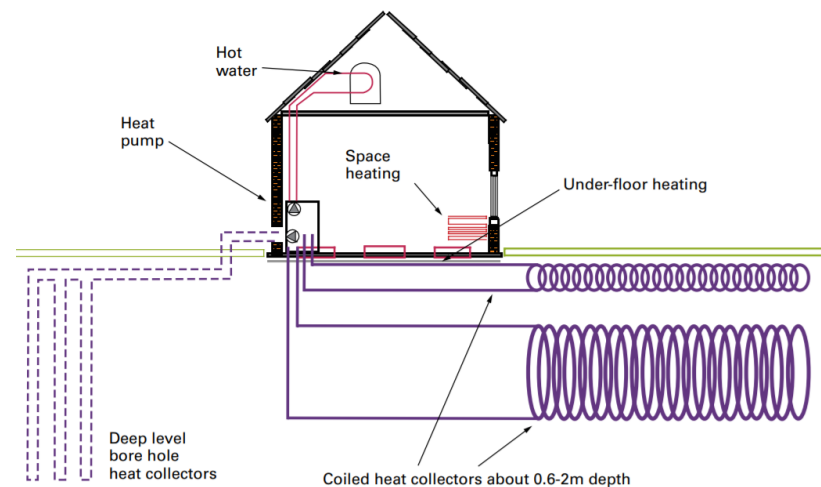 Hot
water
Heat
pump
Space
heating
Under-floor heating
Deep level
bore hole
heat collectors
Coiled heat collectors about 0.6-2m depth